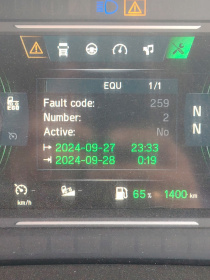 EQU 1/1
Fault code: 259
Number: 2
Active: No
2024-09-27 23:33
2024-09-28 0:19
N
N
km/h
65 % 1400 km